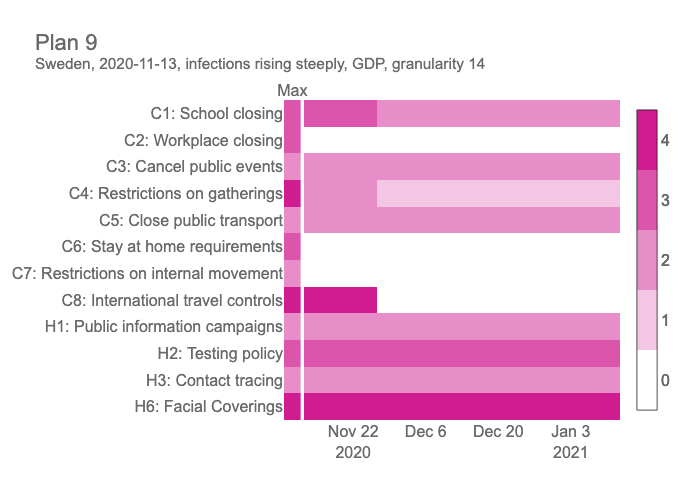 Plan 9
Sweden, 2020-11-13, infections rising steeply, GDP, granularity 14
Max
C1: School closing
C2: Workplace closing
C3: Cancel public events
C4: Restrictions on gatherings
C5: Close public transport
C6: Stay at home requirements
C7: Restrictions on internal movement
C8: International travel controls
H1: Public information campaigns
H2: Testing policy
H3: Contact tracing
H6: Facial Coverings
4
3
2
1
0
Nov 22 Dec 6 Dec 20 Jan 3
2020 2021